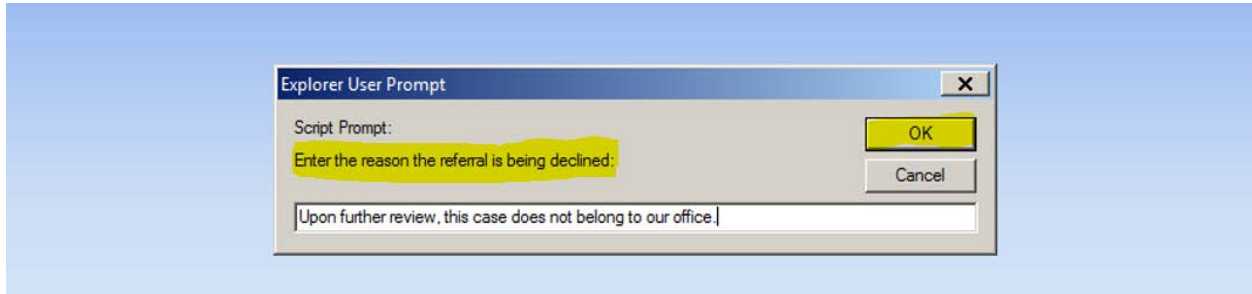 Explorer User Prompt
Script Prompt:
OK
Enter the reason the referral is being declined:
Cancel
Upon further review, this case does not belong to our office.